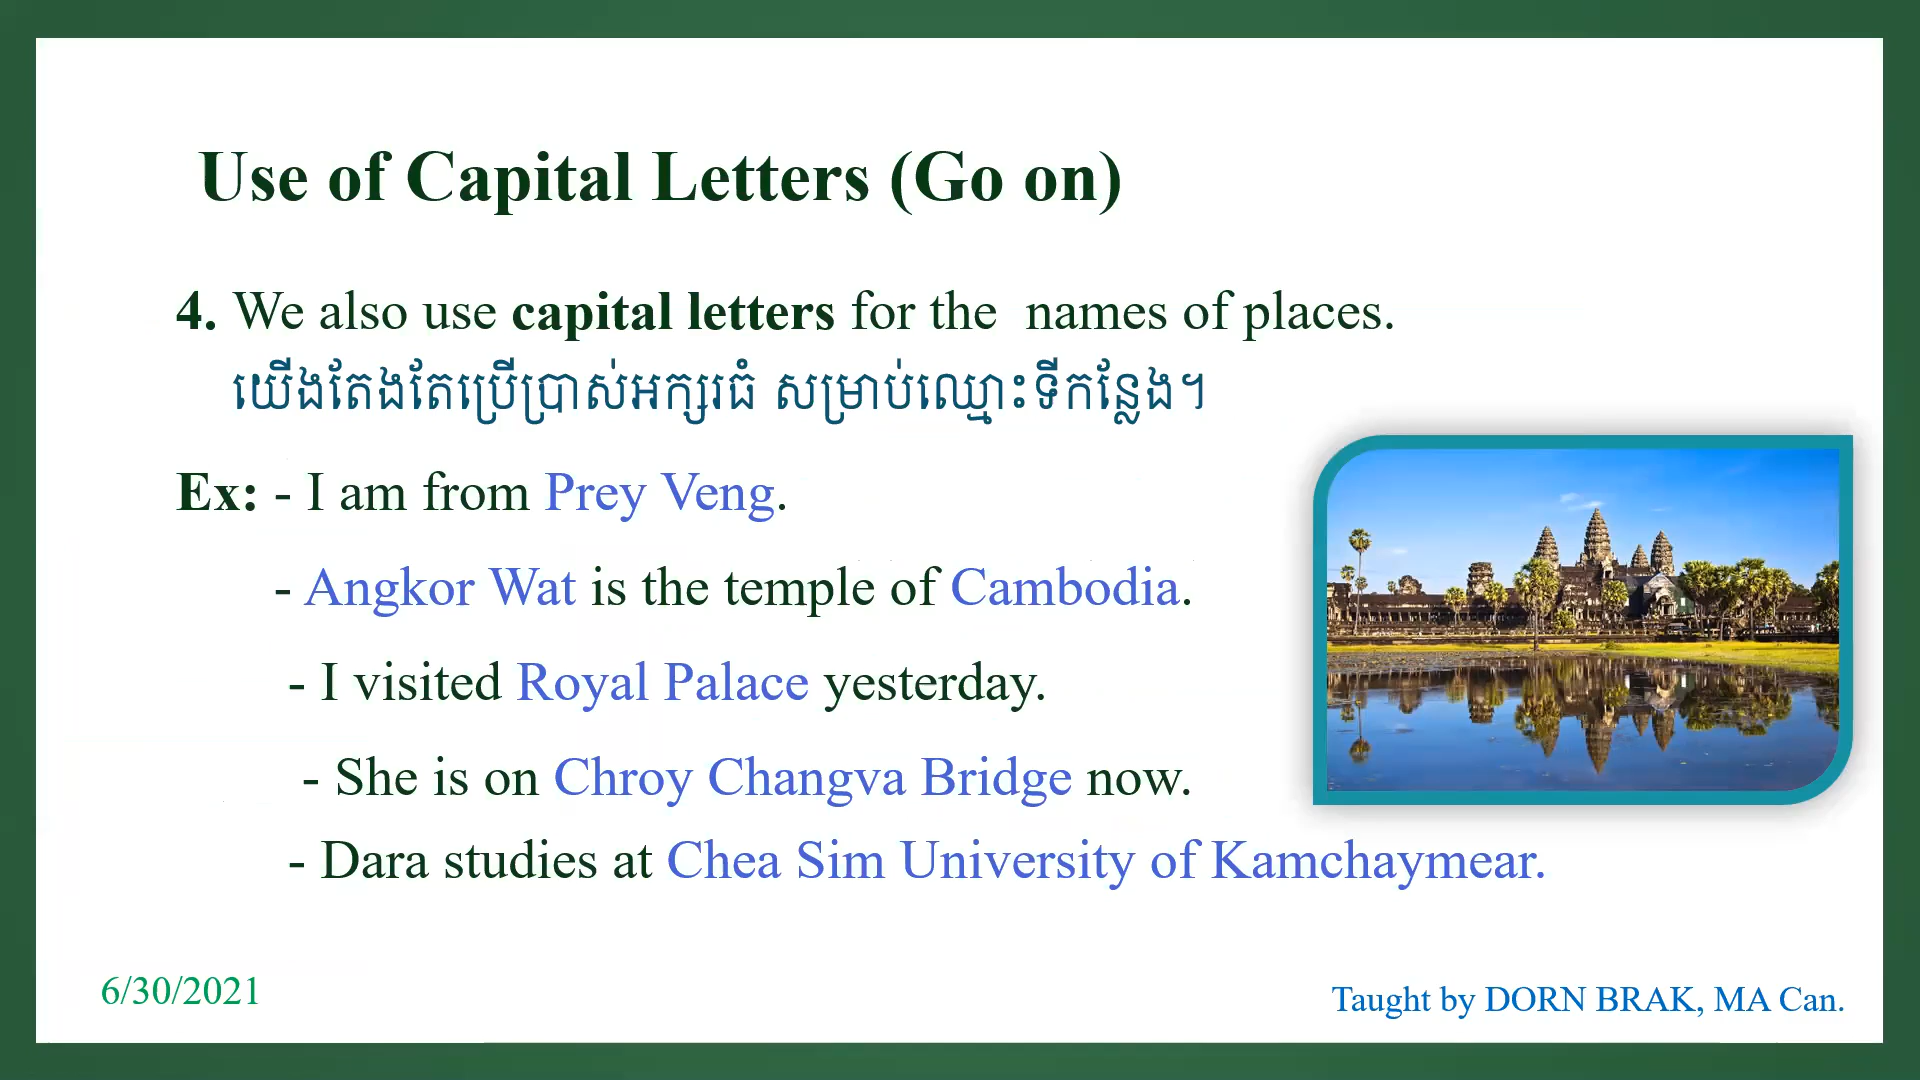 Use of Capital Letters (Go on)
4. We also use capital letters for the names of places.
យើងតែងតែប្រើប្រាស់អក្សរធំ សម្រាប់ឈ្មោះទីកន្លែង។
Ex: - I am from Prey Veng.
- Angkor Wat is the temple of Cambodia.
- I visited Royal Palace yesterday.
- She is on Chroy Changva Bridge now.
- Dara studies at Chea Sim University of Kamchaymear.
6/30/2021
Taught by DORN BRAK, MA Can.